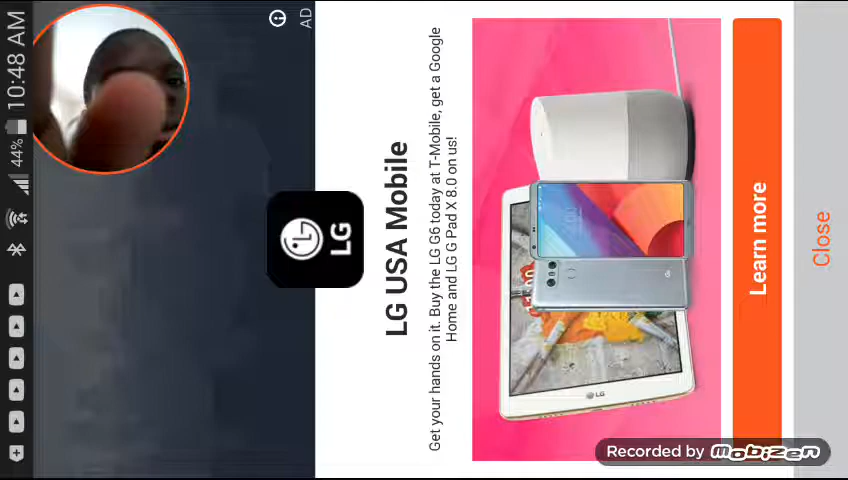 44% 10:48 AM
AD
LG
LG USA Mobile
Get your hands on it. Buy the LG G6 today at T-Mobile, get a Google
Home and LG G Pad X 8.0 on us!
LG
Learn more
Close
Recorded by
mobizen